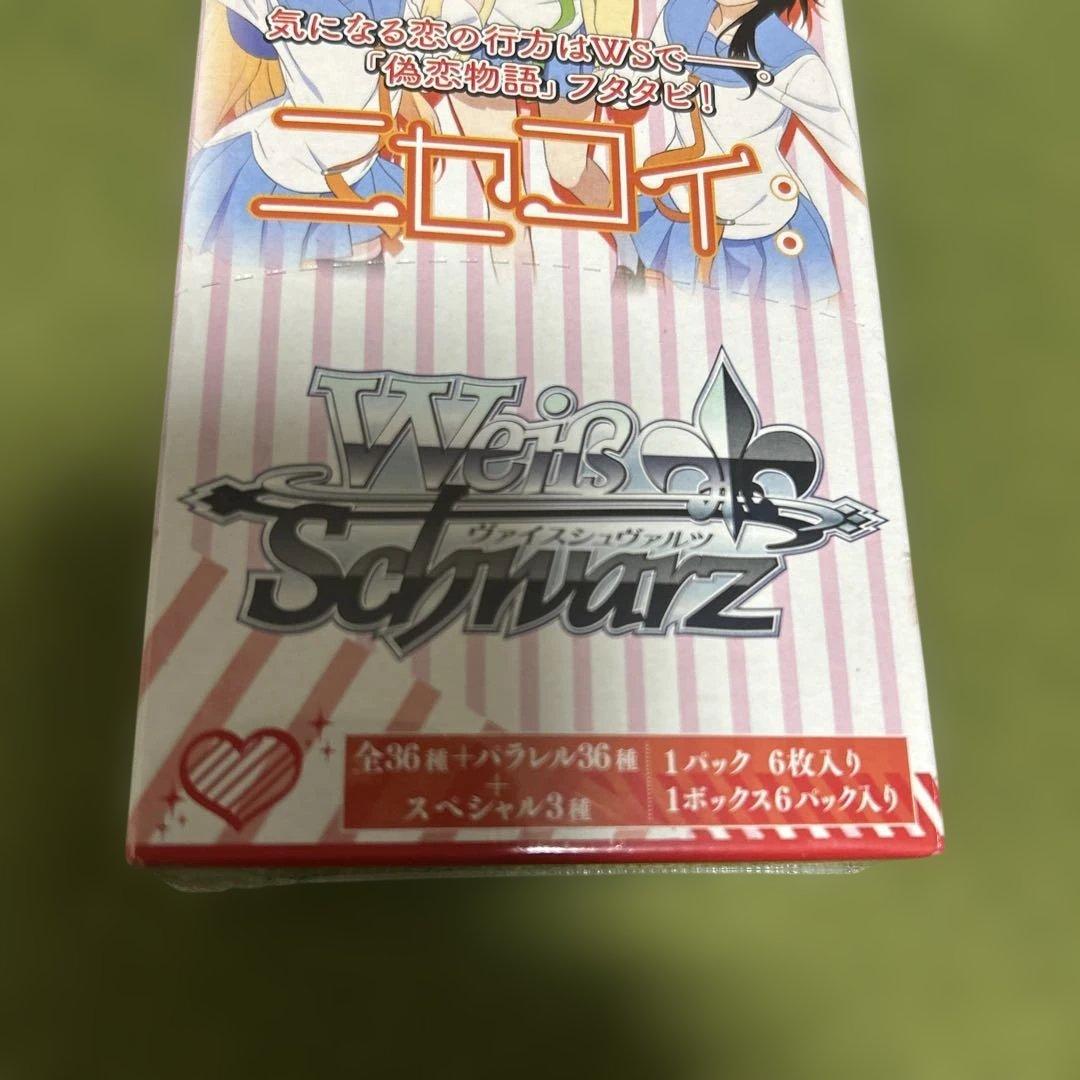 気になる恋の行方はWSで――。
「偽恋物語」フタタビ!
ニセコイ:
Weiß
ヴァイスシュヴァルツ
Schwarz
全36種+パラレル36種
+
スペシャル3種
1パック 6枚入り
1ボックス6パック入り